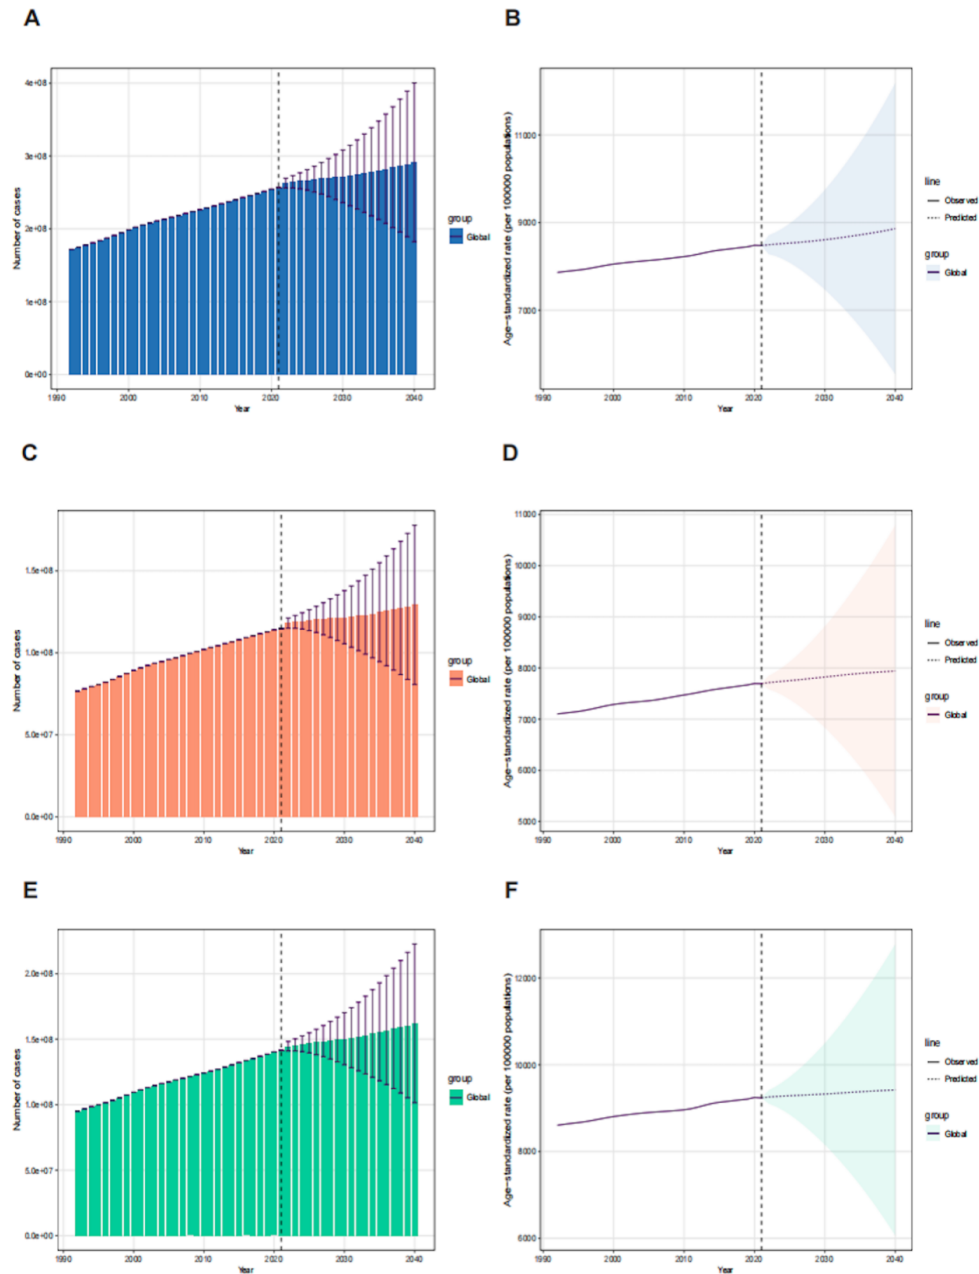 A
B
4e+08
3e+08
2e+08
1e+08
0e+00
Number of cases
1990 2000 2010 2020 2030 2040
Year
group
Global
11000
9000
7000
Age-standardized rate (per 100000 populations)
1990 2000 2010 2020 2030 2040
Year
line
Observed
Predicted
group
Global
C
D
1.5e+08
1.0e+08
5.0e+07
0.0e+00
Number of cases
1990 2000 2010 2020 2030 2040
Year
group
Global
11000
10000
9000
8000
7000
6000
5000
Age-standardized rate (per 100000 populations)
1990 2000 2010 2020 2030 2040
Year
line
Observed
Predicted
group
Global
E
F
2.0e+08
1.5e+08
1.0e+08
5.0e+07
0.0e+00
Number of cases
1990 2000 2010 2020 2030 2040
Year
group
Global
12000
10000
8000
6000
Age-standardized rate (per 100000 populations)
1990 2000 2010 2020 2030 2040
Year
line
Observed
Predicted
group
Global